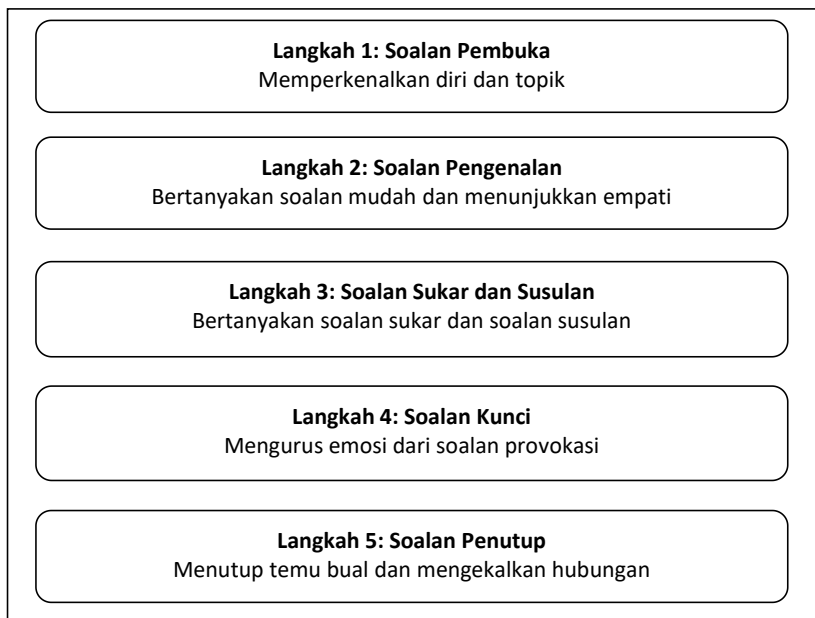 Langkah 1: Soalan Pembuka
Memperkenalkan diri dan topik
Langkah 2: Soalan Pengenalan
Bertanyakan soalan mudah dan menunjukkan empati
Langkah 3: Soalan Sukar dan Susulan
Bertanyakan soalan sukar dan soalan susulan
Langkah 4: Soalan Kunci
Mengurus emosi dari soalan provokasi
Langkah 5: Soalan Penutup
Menutup temu bual dan mengekalkan hubungan